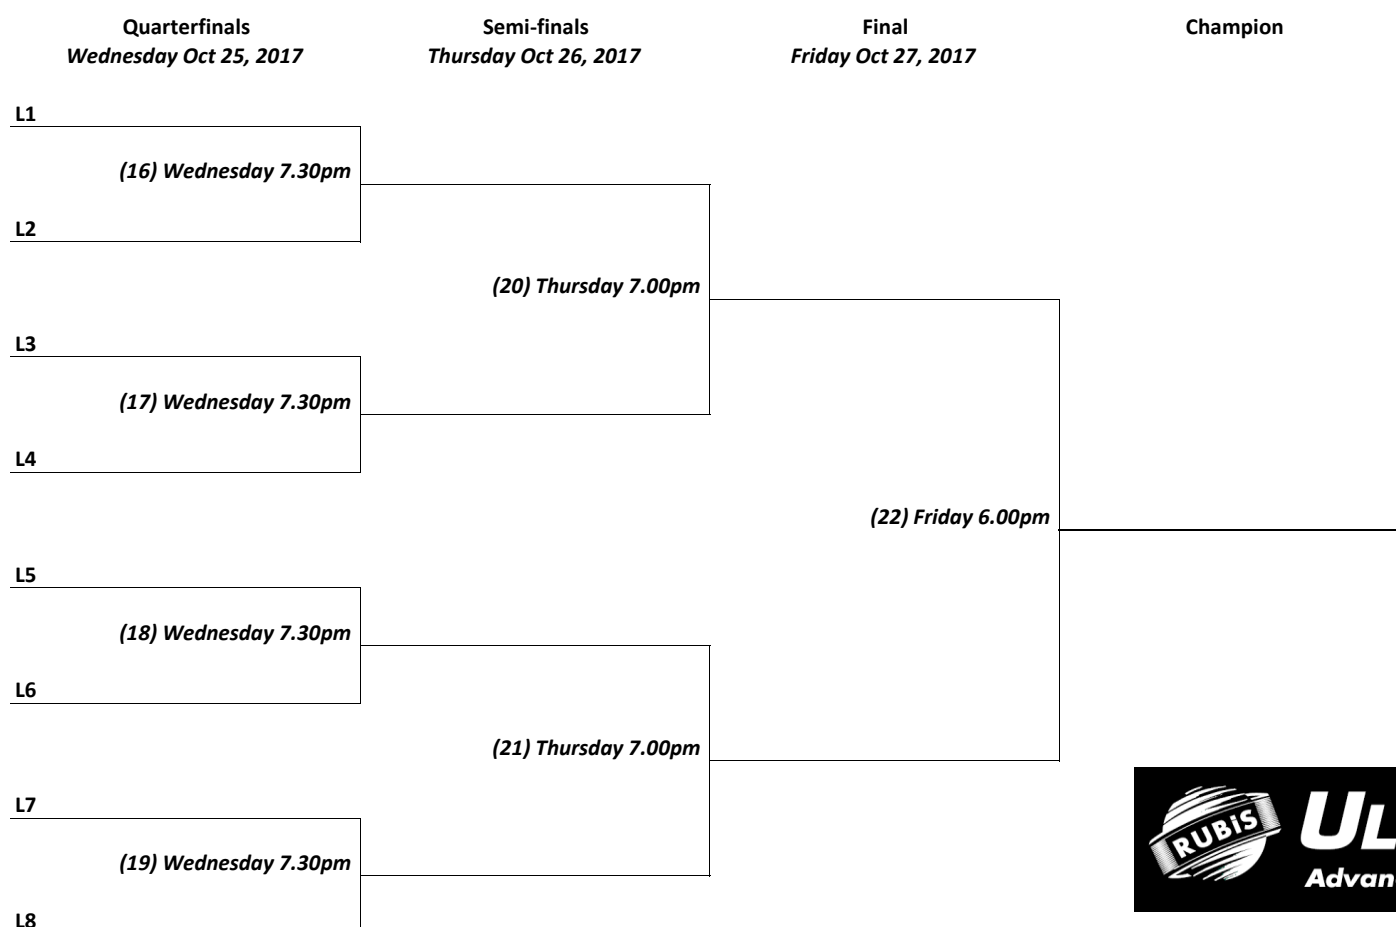 Quarterfinals Semi-finals Final Champion
Wednesday Oct 25, 2017 Thursday Oct 26, 2017 Friday Oct 27, 2017
L1
(16) Wednesday 7.30pm
L2
(20) Thursday 7.00pm
L3
(17) Wednesday 7.30pm
L4
(22) Friday 6.00pm
L5
(18) Wednesday 7.30pm
L6
(21) Thursday 7.00pm
L7
(19) Wednesday 7.30pm
L8
RUBiS